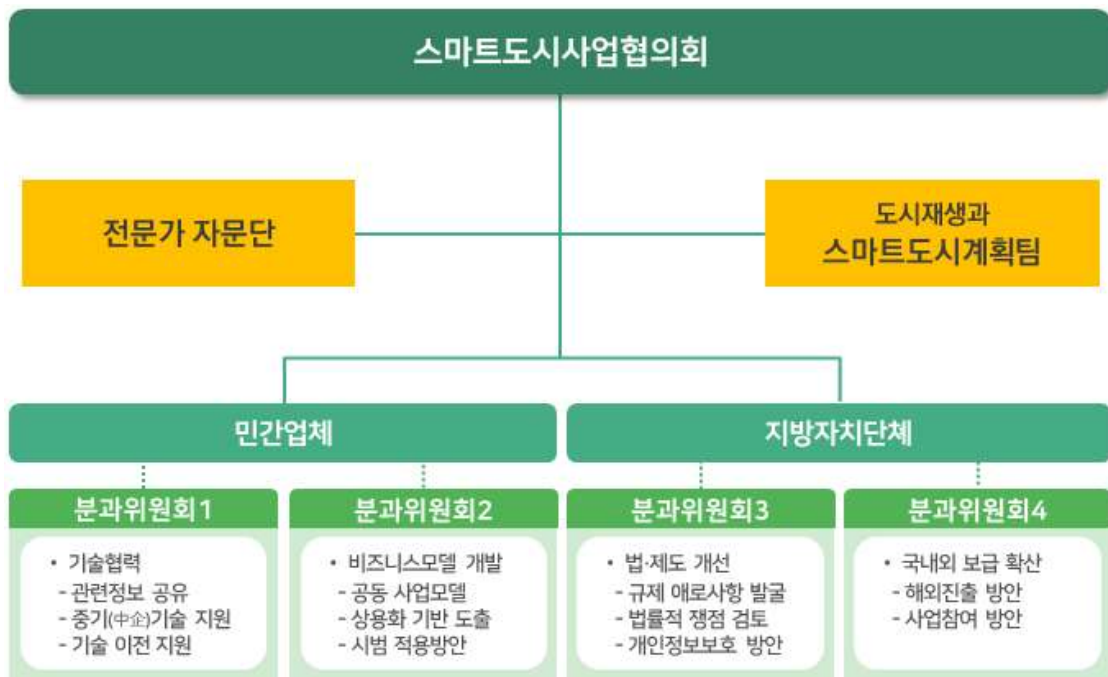 스마트도시사업협의회
전문가 자문단
도시재생과
스마트도시계획팀
민간업체
지방자치단체
분과위원회1
• 기술협력
- 관련정보 공유
- 중기(中企)기술 지원
- 기술 이전 지원
분과위원회2
• 비즈니스모델 개발
- 공동 사업모델
- 상용화 기반 도출
- 시범 적용방안
분과위원회3
• 법·제도 개선
- 규제 애로사항 발굴
- 법률적 쟁점 검토
- 개인정보보호 방안
분과위원회4
• 국내외 보급 확산
- 해외진출 방안
- 사업참여 방안